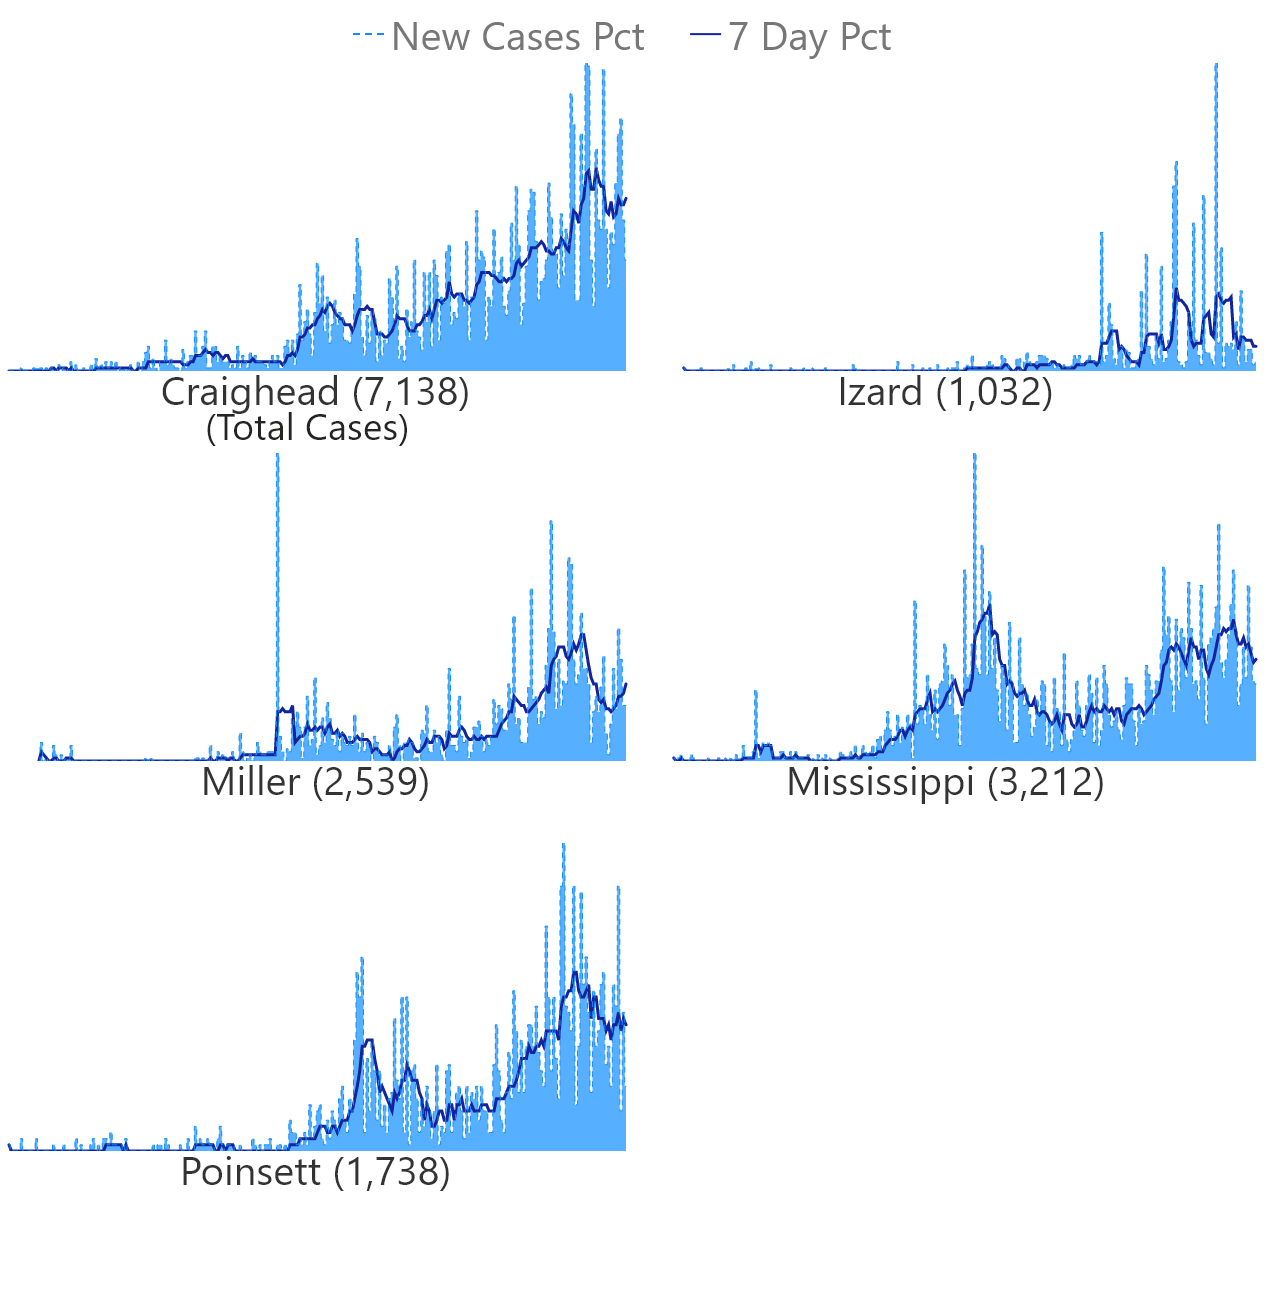 New Cases Pct 7 Day Pct
Craighead (7,138)
(Total Cases)
Izard (1,032)
Miller (2,539)
Mississippi (3,212)
Poinsett (1,738)